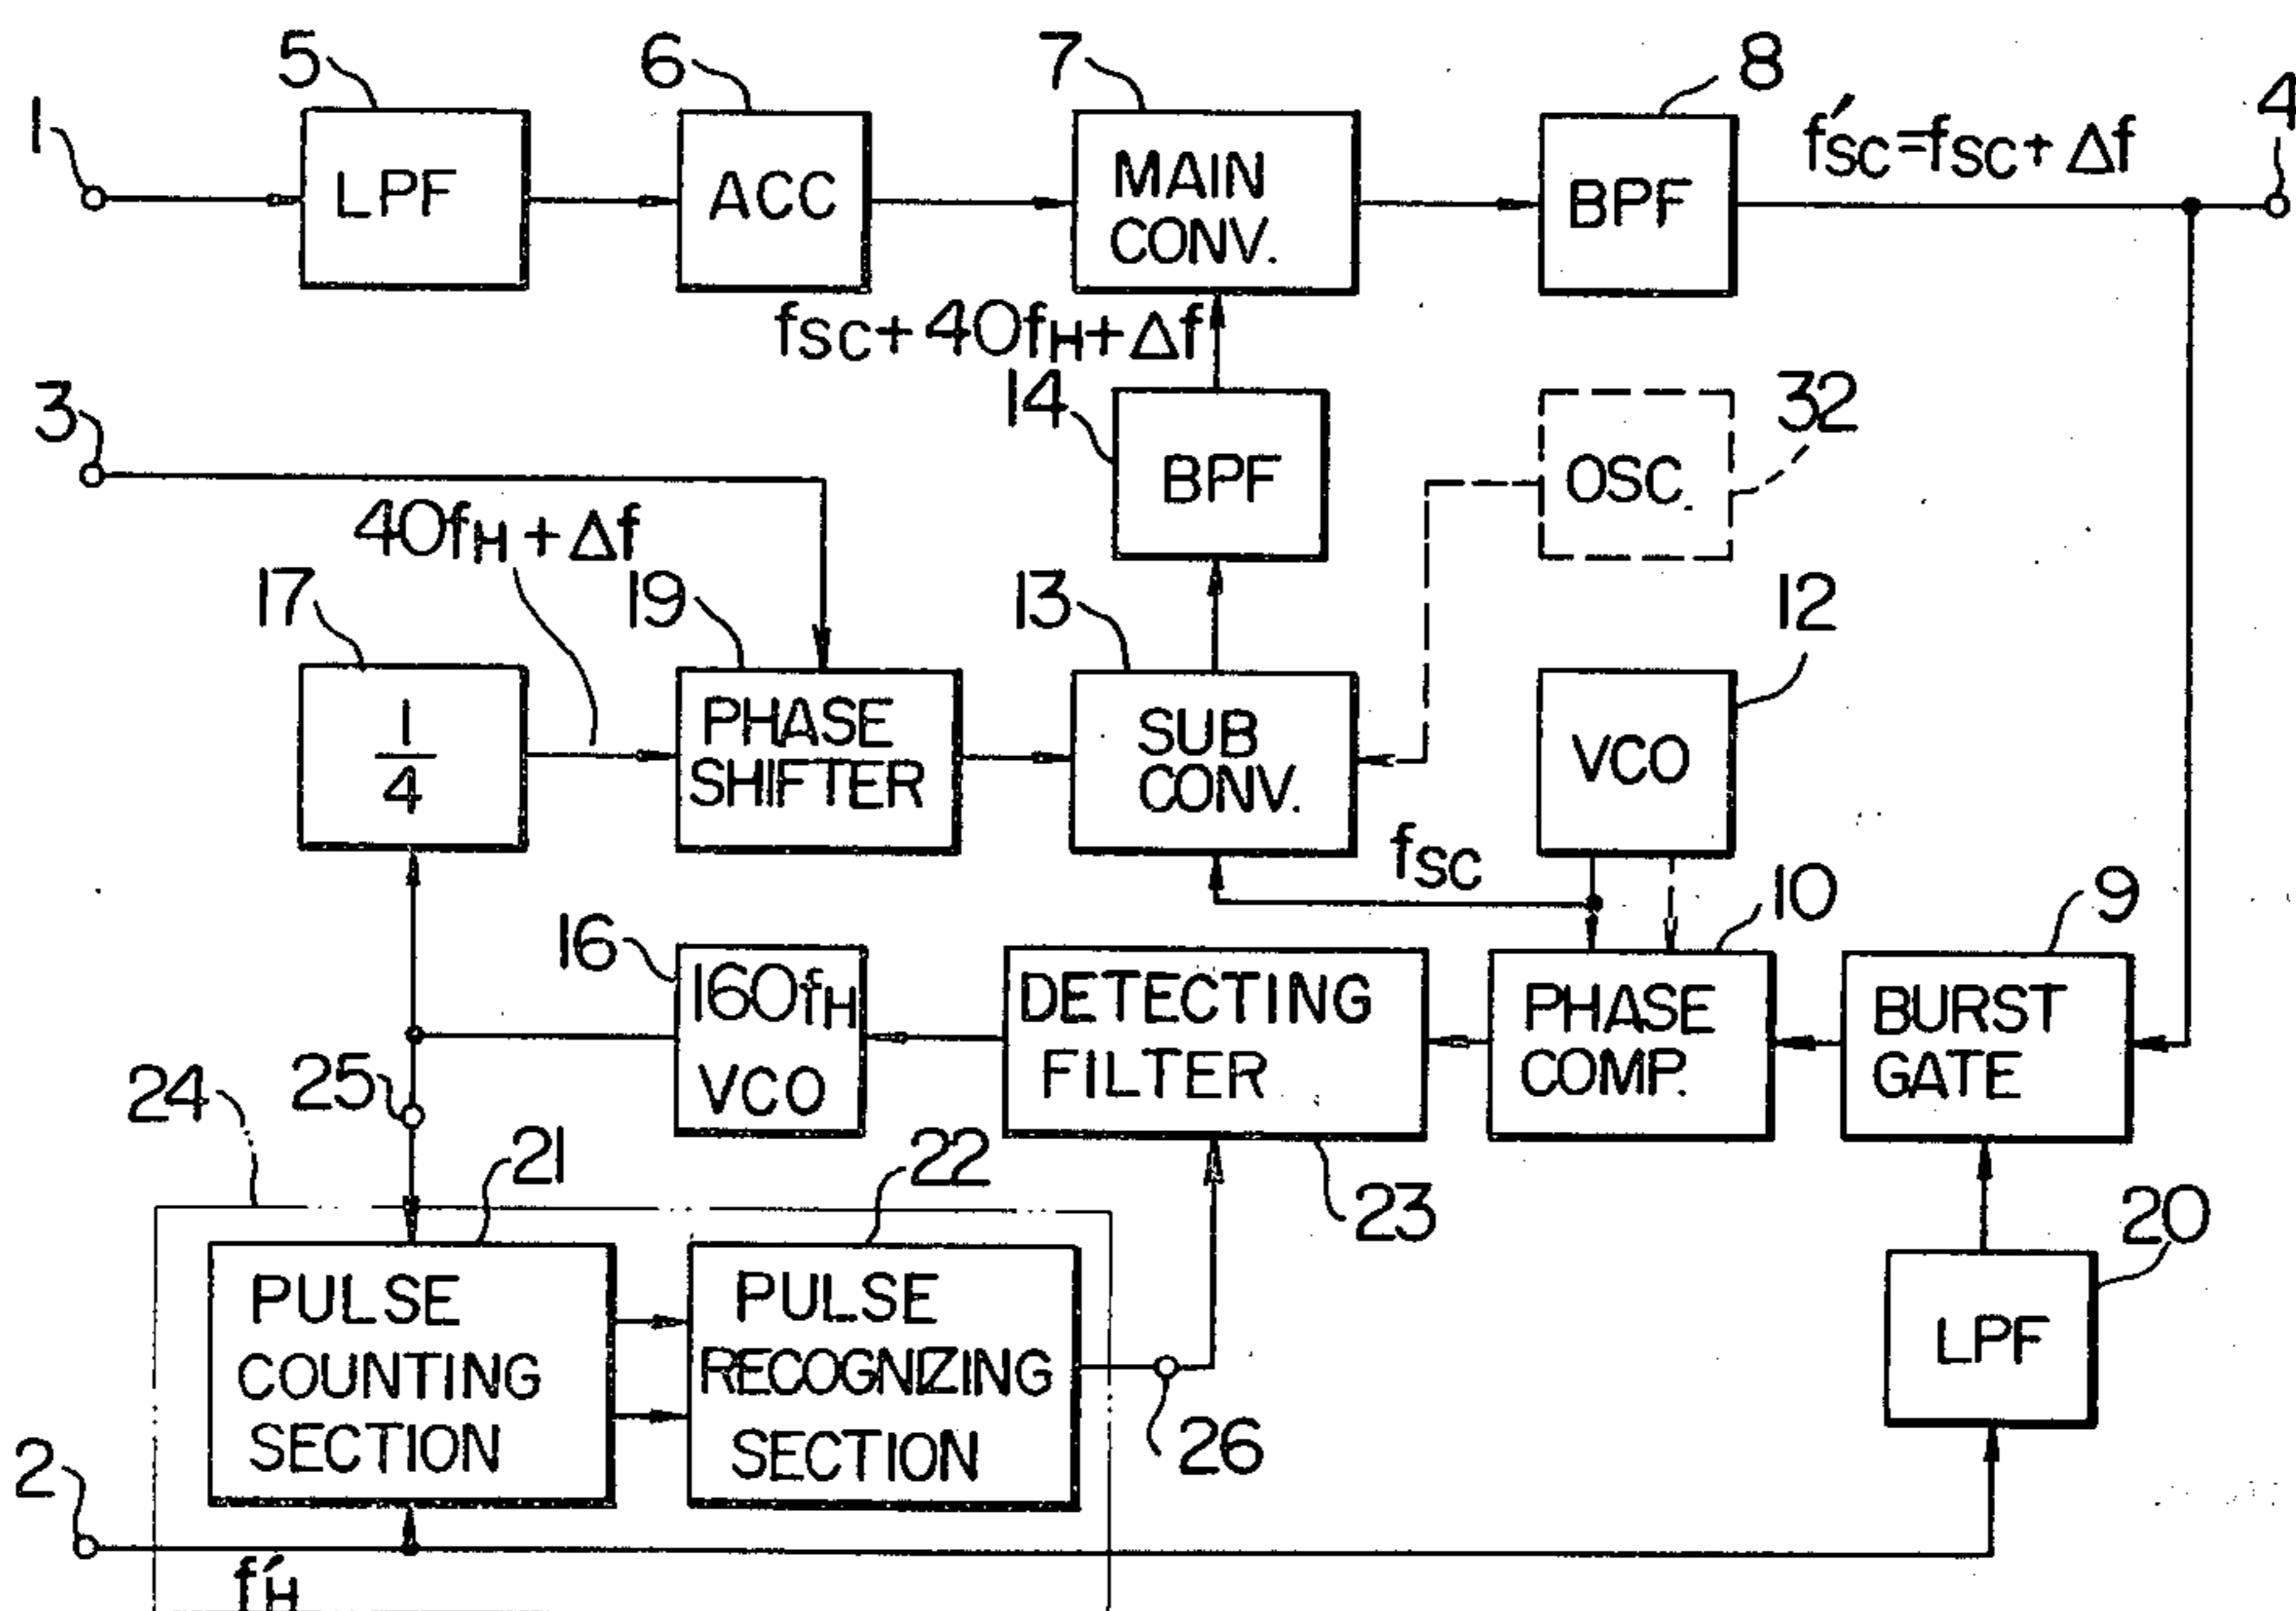 1
5
LPF
6
ACC
7
MAIN
CONV.
8
BPF
f'SC=fSC+Δf
4
fSC+40fH+Δf
3
14
BPF
OSC.
32
40fH+Δf
17
1/4
19
PHASE
SHIFTER
13
SUB
CONV.
12
VCO
fSC
16
160fH
VCO
DETECTING
FILTER
23
10
PHASE
COMP.
9
BURST
GATE
24
25
21
PULSE
COUNTING
SECTION
22
PULSE
RECOGNIZING
SECTION
26
20
LPF
2
f'H